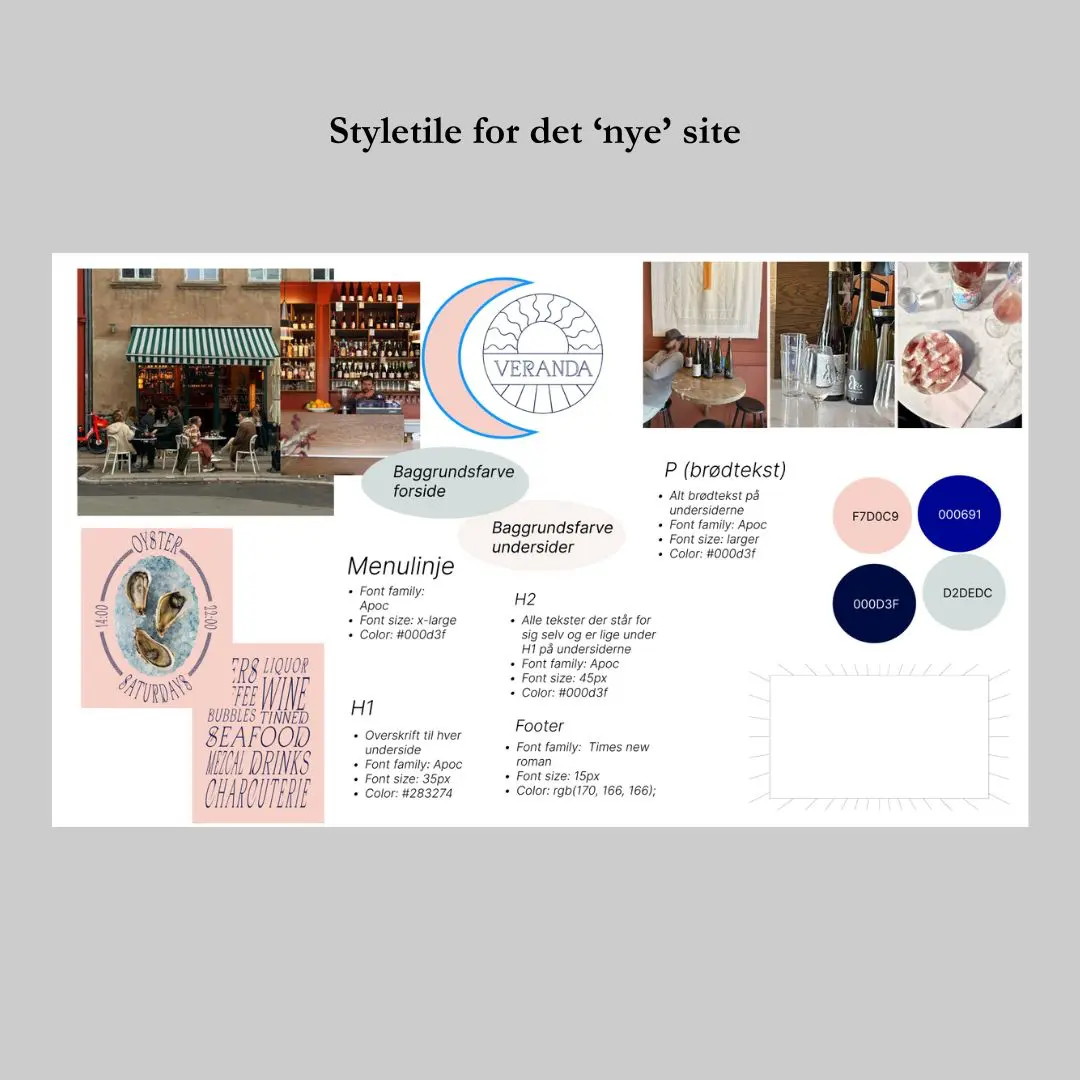 Styletile for det ‘nye’ site
VERANDA
Baggrundsfarve
forside
Baggrundsfarve
undersider
Menulinje
• Font family:
Apoc
• Font size: x-large
• Color: #000d3f
H1
• Overskrift til hver
underside
• Font family: Apoc
• Font size: 35px
• Color: #283274
H2
• Alle tekster der står for
sig selv og er lige under
H1 på undersiderne
• Font family: Apoc
• Font size: 45px
• Color: #000d3f
Footer
• Font family: Times new
roman
• Font size: 15px
• Color: rgb(170, 166, 166);
P (brødtekst)
• Alt brødtekst på
undersiderne
• Font family: Apoc
• Font size: larger
• Color: #000d3f
F7D0C9
000691
000D3F
D2DEDC
OYSTER
14:00
22:00
SATURDAYS
ERS LIQUOR
FFEE WINE
BUBBLES TINNED
SEAFOOD
MEZCAL DRINKS
CHARCUTERIE